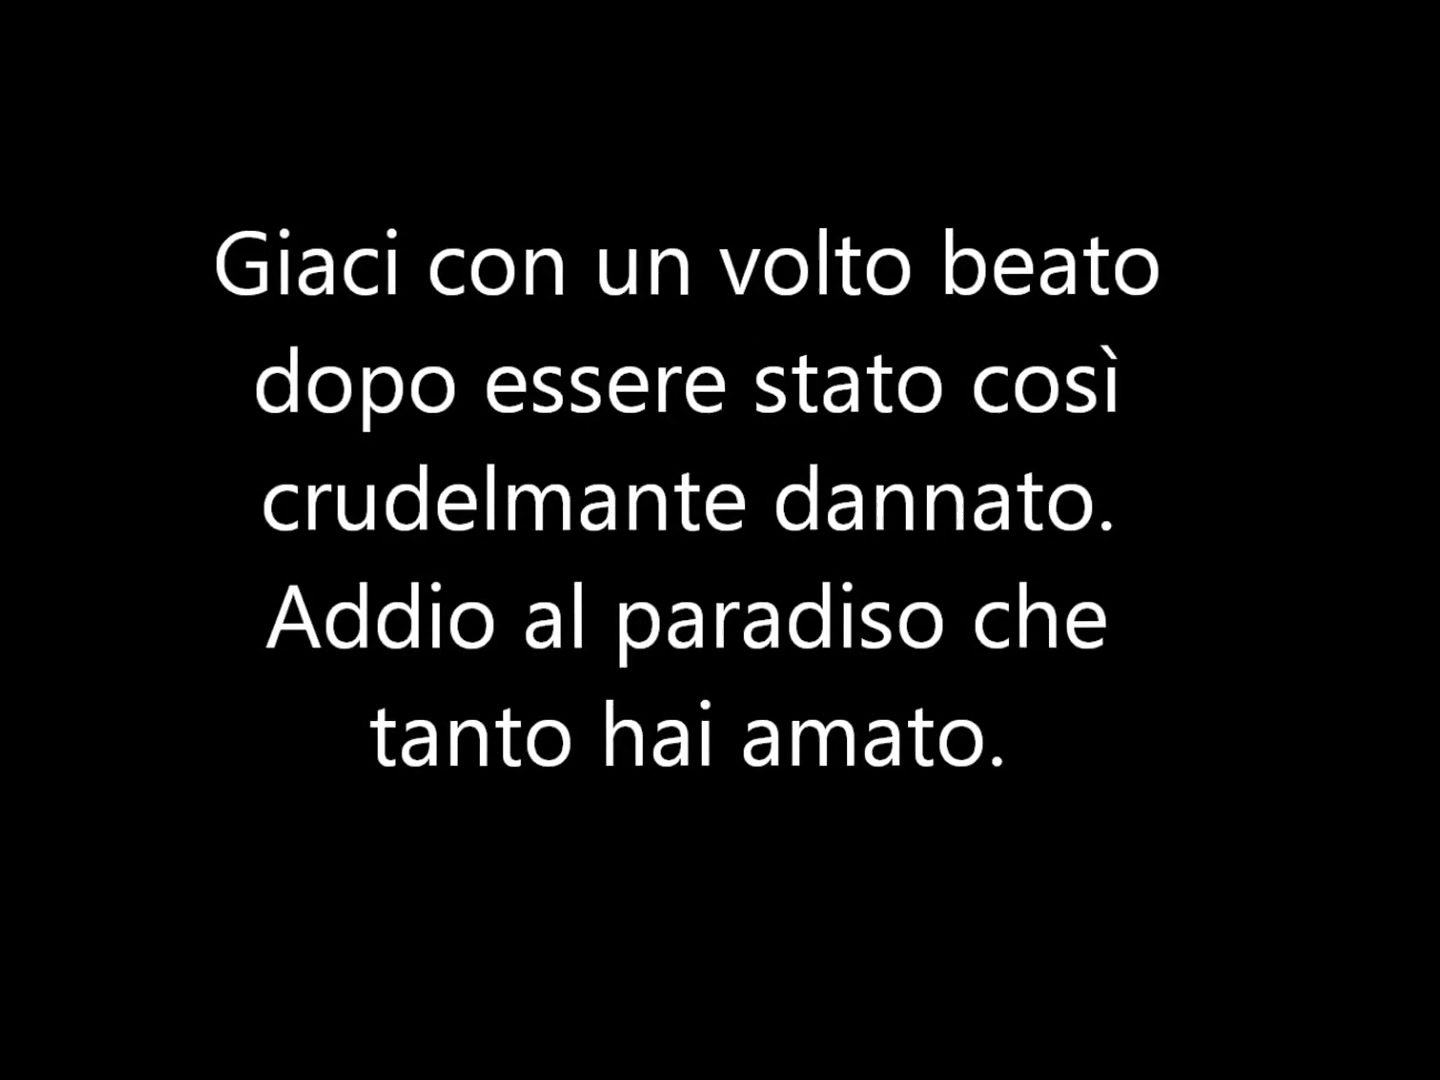 Giaci con un volto beato
dopo essere stato così
crudelmante dannato.
Addio al paradiso che
tanto hai amato.